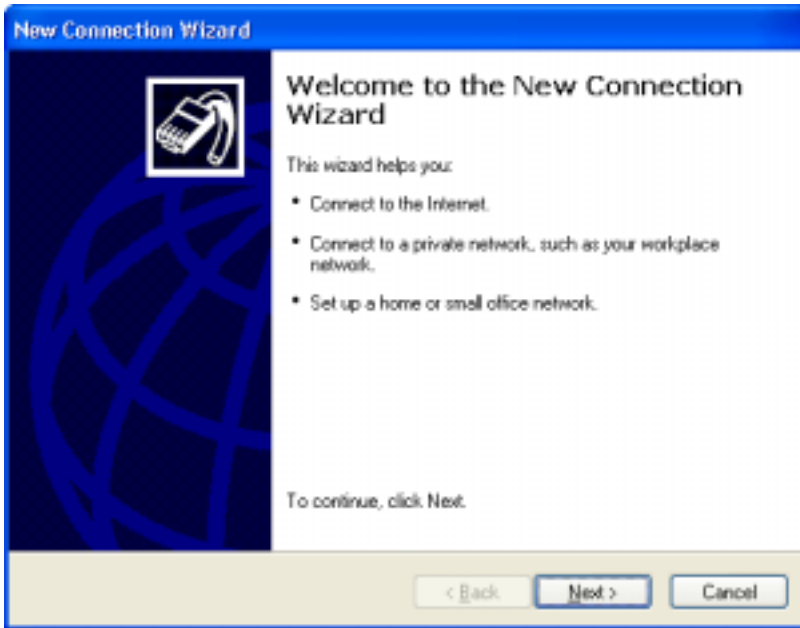 New Connection Wizard
Welcome to the New Connection
Wizard
This wizard helps you:
• Connect to the Internet.
• Connect to a private network, such as your workplace
network.
• Set up a home or small office network.
To continue, click Next.
< Back
Next >
Cancel